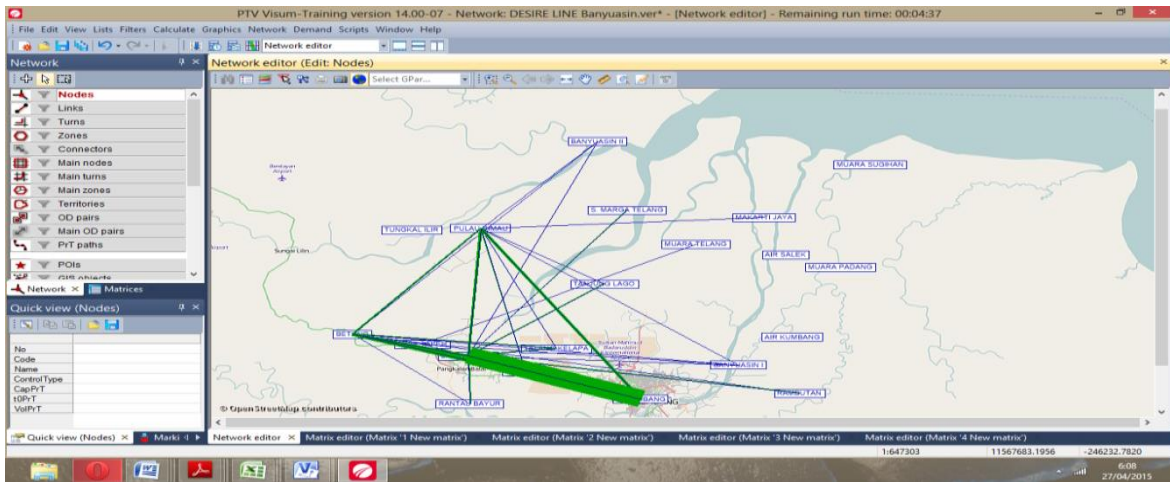 PTV Visum-Training version 14.00-07 - Network: DESIRE LINE Banyuasin.ver* - [Network editor] - Remaining run time: 00:04:37
File Edit View Lists Filters Calculate Graphics Network Demand Scripts Window Help
Network editor
Network
Network editor (Edit: Nodes)
Select GPar...
Nodes
Links
Turns
Zones
Connectors
Main nodes
Main turns
Main zones
Territories
OD pairs
Main OD pairs
PrT paths
POIs
GIS objects
Network
Matrices
Quick view (Nodes)
No
Code
Name
ControlType
CapPrT
t0PrT
VolPrT
BANYUASIN II
MUARA SUGIHAN
S. MARGA TELANG
MAKARTI JAYA
TUNGKAL ILIR
MUARA TELANG
AIR SALEK
MUARA PADANG
AIR KUMBANG
BANYUASIN I
RANTAU BAYUR
© OpenStreetMap contributors
Quick view (Nodes)
Network editor
Matrix editor (Matrix '1 New matrix')
Matrix editor (Matrix '2 New matrix')
Matrix editor (Matrix '3 New matrix')
Matrix editor (Matrix '4 New matrix')
1:647303
11567683.1956
-246232.7820
6:08
27/04/2015